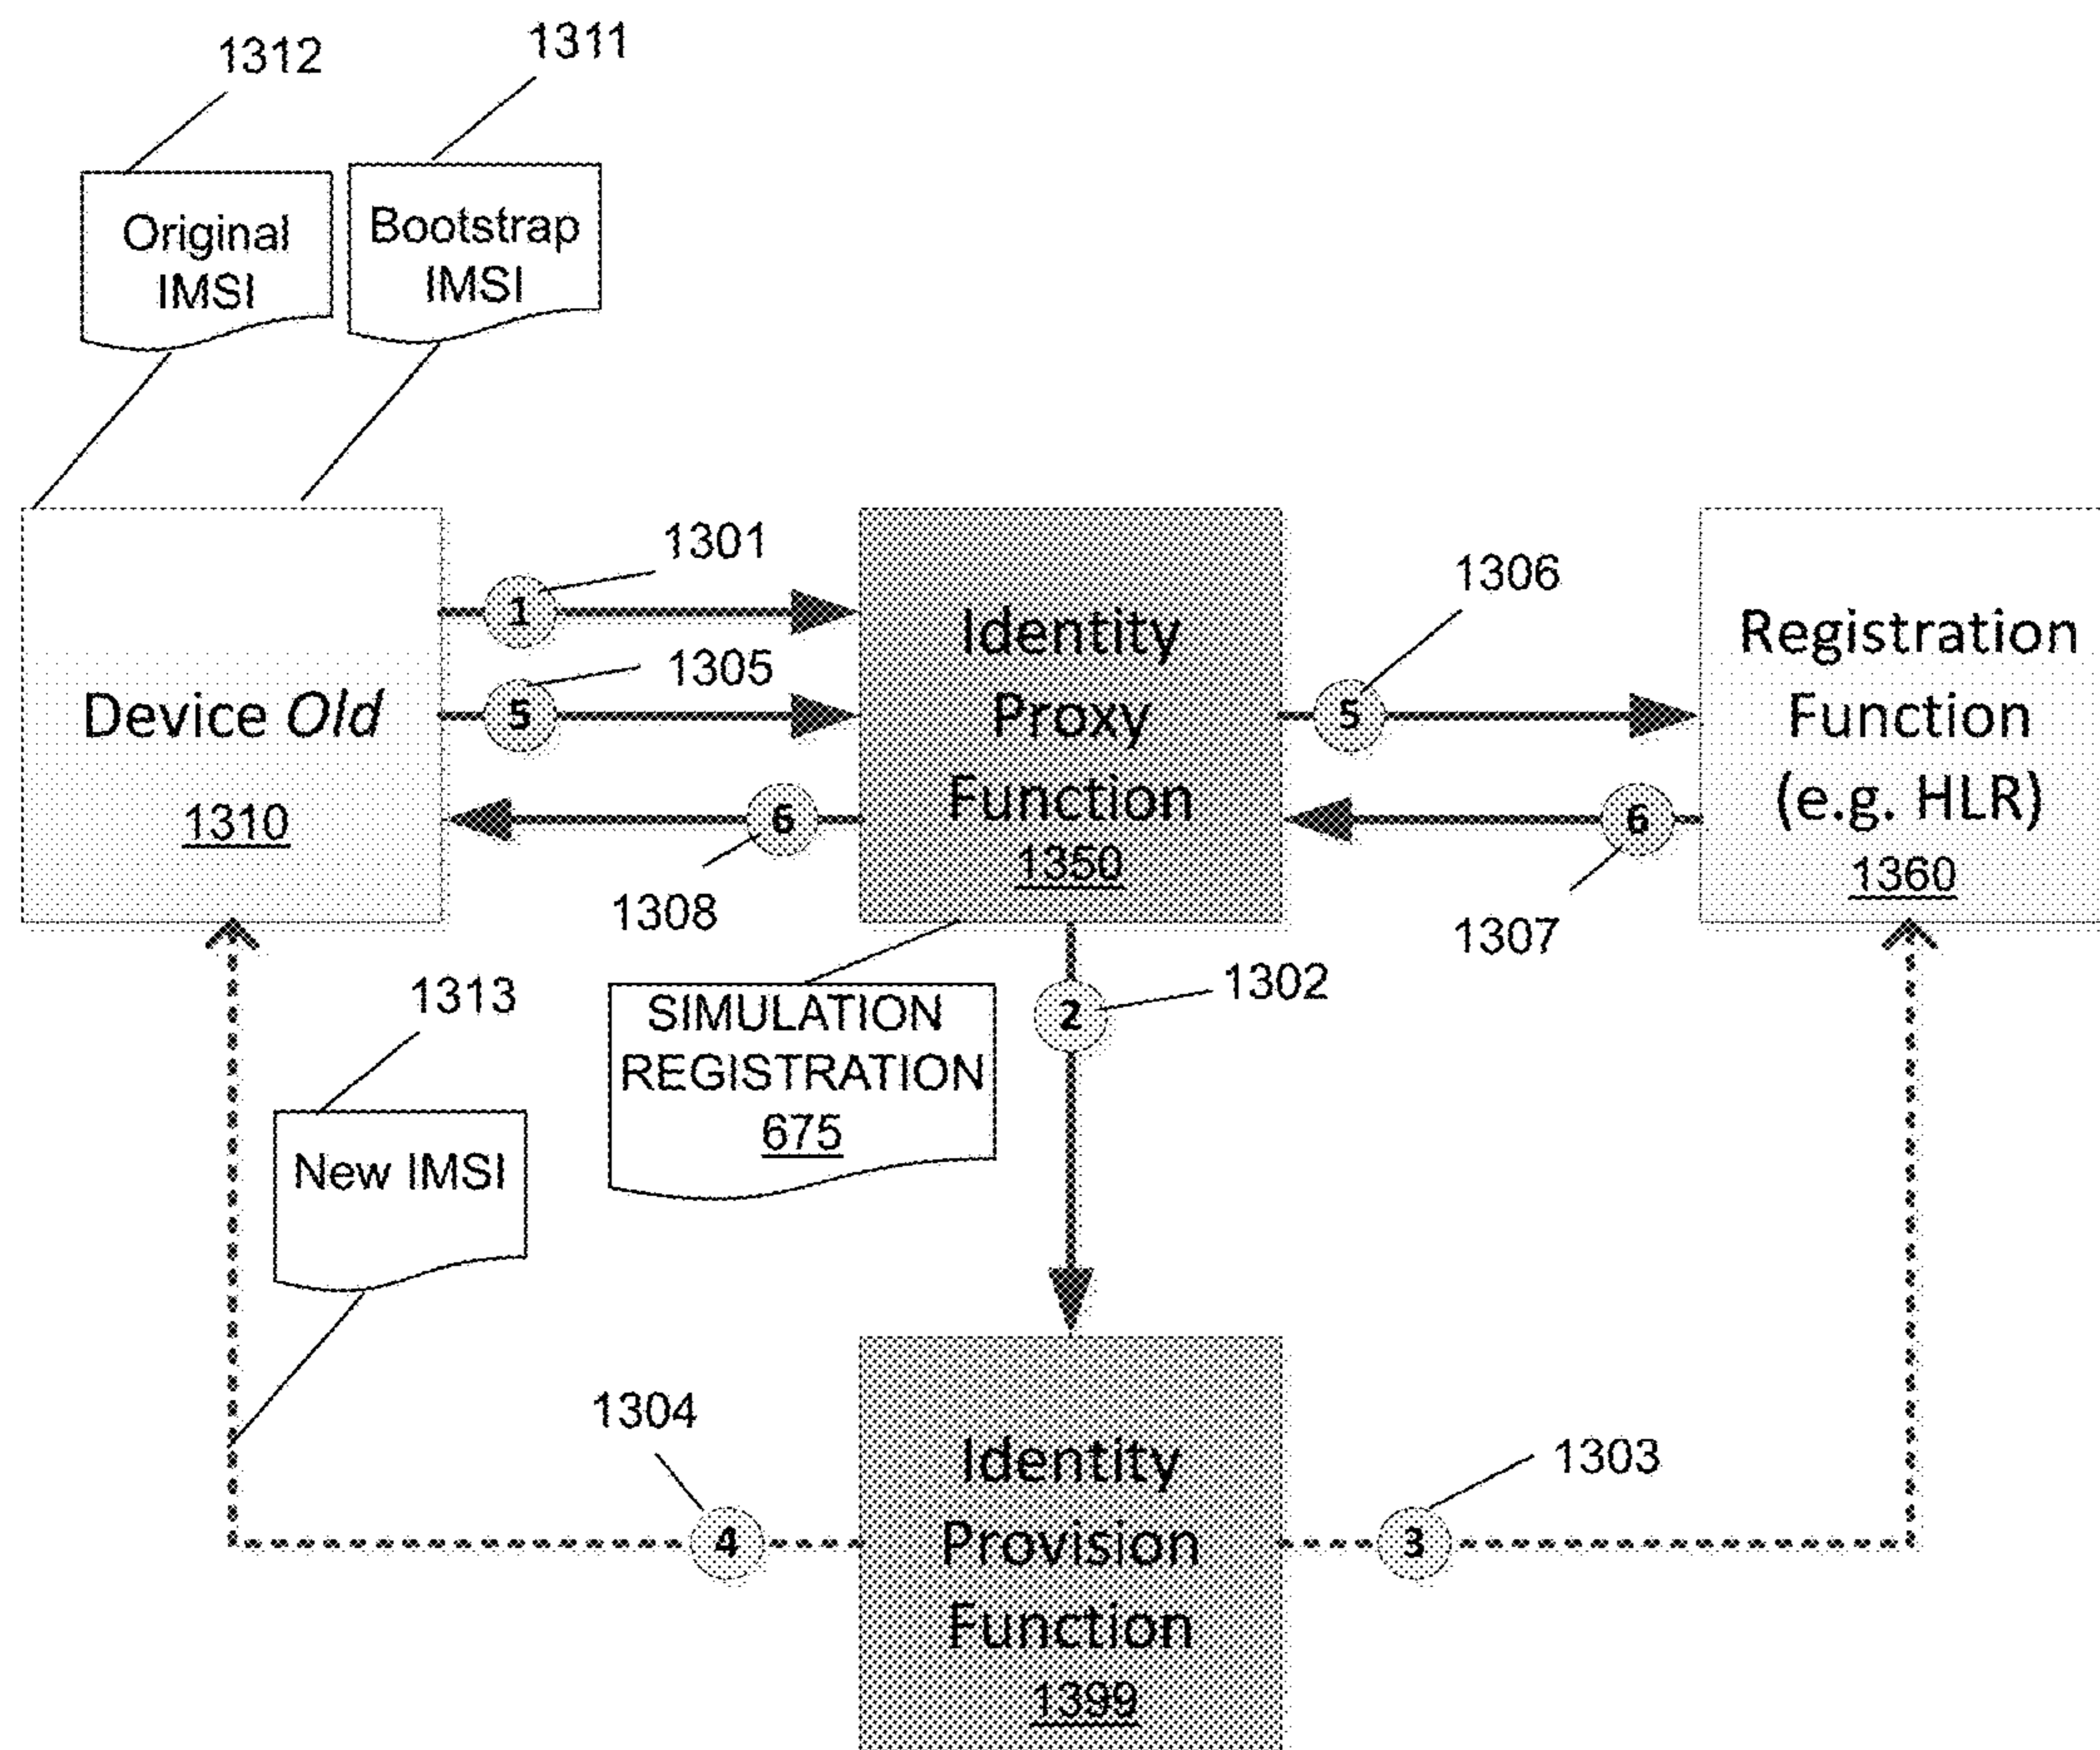 1312
1311
Original
IMSI
Bootstrap
IMSI
1301
1
1305
5
Device Old
1310
6
1308
Identity
Proxy
Function
1350
1306
5
6
1307
Registration
Function
(e.g. HLR)
1360
1313
New IMSI
SIMULATION
REGISTRATION
675
2
1302
1304
4
Identity
Provision
Function
1399
1303
3